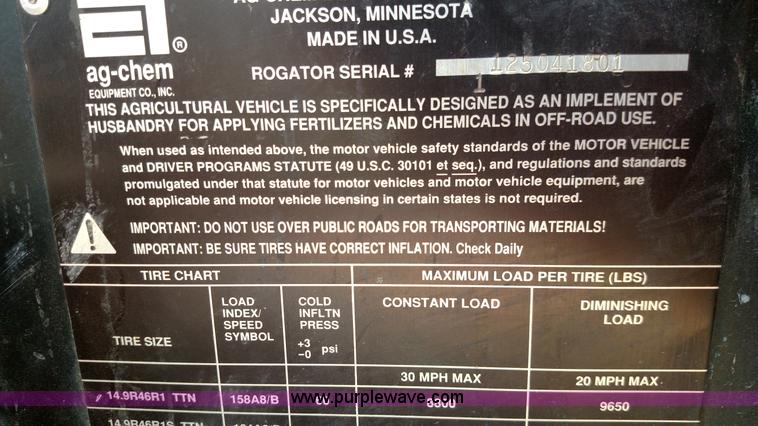 JACKSON, MINNESOTA
MADE IN U.S.A.
ag-chem ®
EQUIPMENT CO., INC.
ROGATOR SERIAL # 125041801
1
THIS AGRICULTURAL VEHICLE IS SPECIFICALLY DESIGNED AS AN IMPLEMENT OF
HUSBANDRY FOR APPLYING FERTILIZERS AND CHEMICALS IN OFF-ROAD USE.
When used as intended above, the motor vehicle safety standards of the MOTOR VEHICLE
and DRIVER PROGRAMS STATUTE (49 U.S.C. 30101 et seq.), and regulations and standards
promulgated under that statute for motor vehicles and motor vehicle equipment, are
not applicable and motor vehicle licensing in certain states is not required.
IMPORTANT: DO NOT USE OVER PUBLIC ROADS FOR TRANSPORTING MATERIALS!
IMPORTANT: BE SURE TIRES HAVE CORRECT INFLATION. Check Daily
TIRE CHART MAXIMUM LOAD PER TIRE (LBS)
TIRE SIZE
LOAD
INDEX/
SPEED
SYMBOL
COLD
INFLTN
PRESS
+3
-0 psi
CONSTANT LOAD
DIMINISHING
LOAD
30 MPH MAX 20 MPH MAX
14.9R46R1 TTN 158A8/B 9650
www.purplewave.com